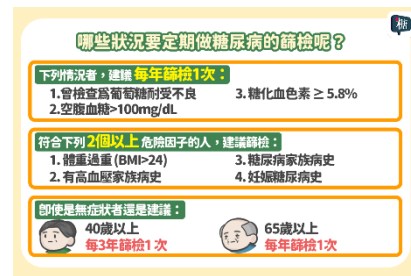 糖
哪些狀況要定期做糖尿病的篩檢呢？
下列情況者，建議每年篩檢1次：
1.曾檢查爲葡萄糖耐受不良
3.糖化血色素 ≥ 5.8%
2.空腹血糖>100mg/dL
符合下列2個以上危險因子的人，建議篩檢：
1. 體重過重(BMI>24)
3.糖尿病家族病史
2. 有高血壓家族病史
4.妊娠糖尿病史
卽使是無症狀者還是建議：
40歲以上
每3年篩檢1 次
65歲以上
每年篩檢1次